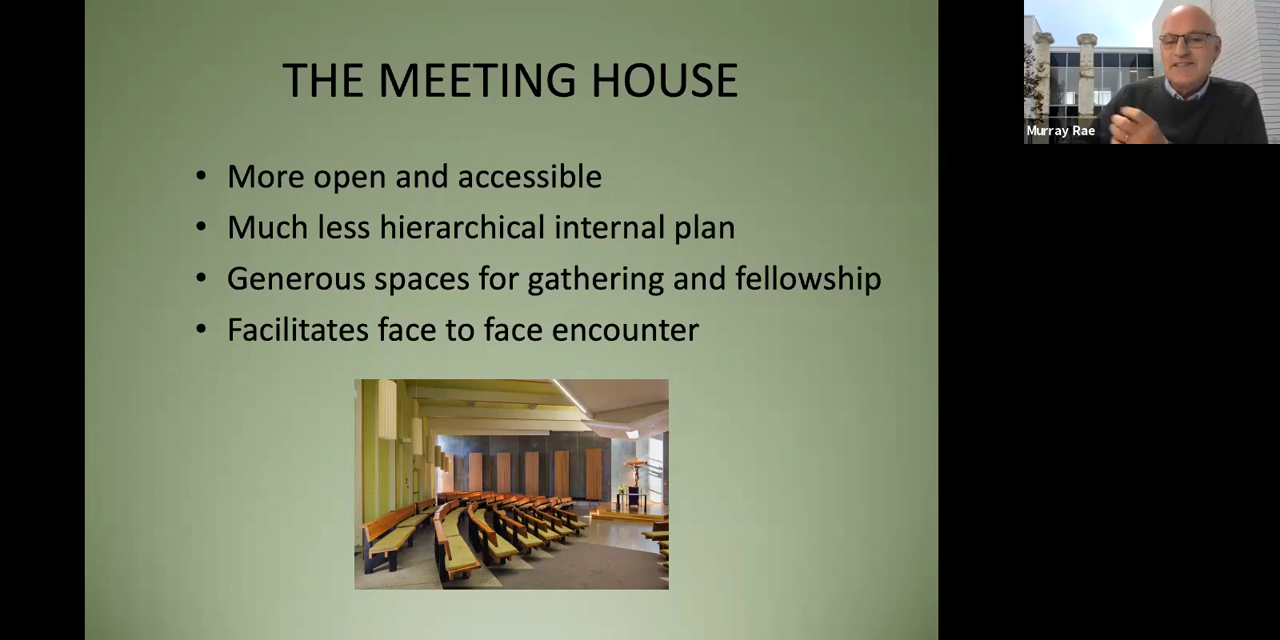 THE MEETING HOUSE
• More open and accessible
• Much less hierarchical internal plan
• Generous spaces for gathering and fellowship
• Facilitates face to face encounter
Murray Rae